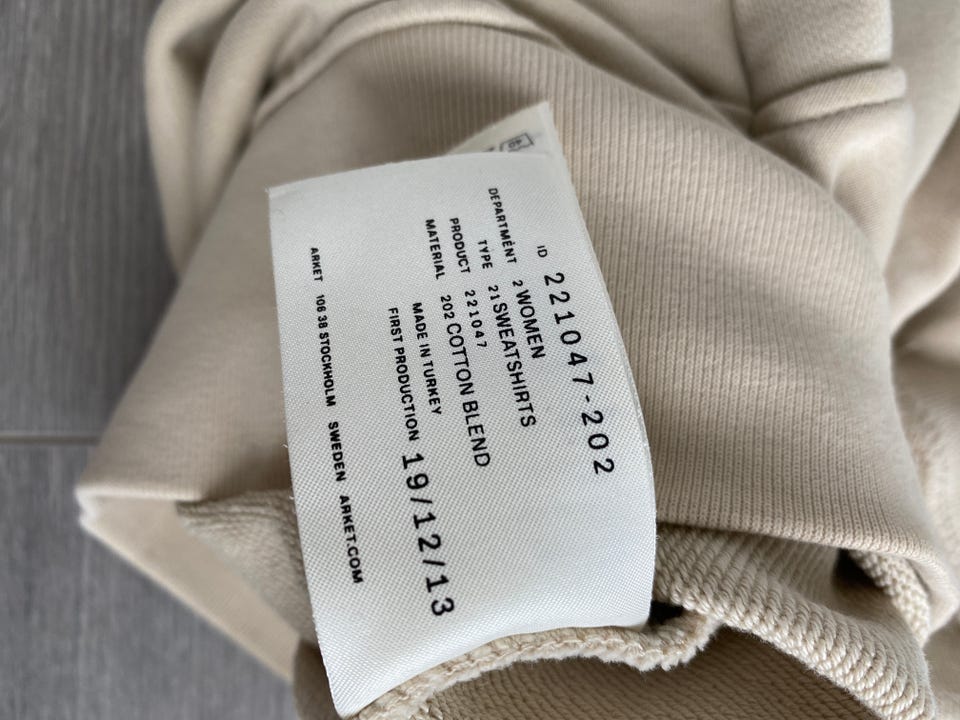 ID 221047-202
DEPARTMENT 2 WOMEN
TYPE 21 SWEATSHIRTS
PRODUCT 221047
MATERIAL 202 COTTON BLEND
MADE IN TURKEY
FIRST PRODUCTION 19/12/13
ARKET 106 38 STOCKHOLM SWEDEN ARKET.COM